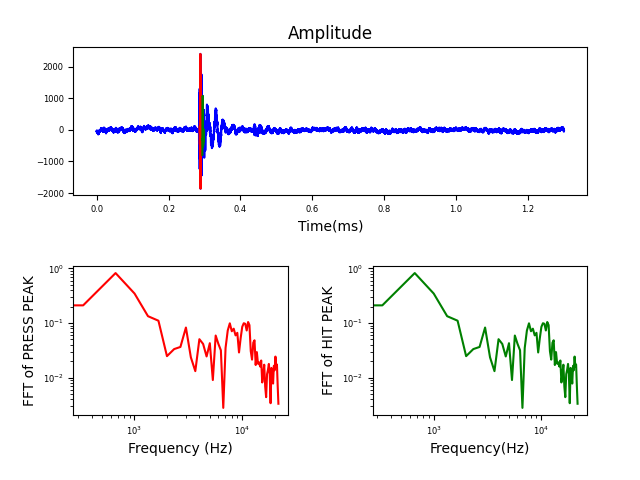 Amplitude
2000
1000
0
−1000
−2000
0.0 0.2 0.4 0.6 0.8 1.0 1.2
Time(ms)
FFT of PRESS PEAK
10⁰
10⁻¹
10⁻²
10³ 10⁴
Frequency (Hz)
FFT of HIT PEAK
10⁰
10⁻¹
10⁻²
10³ 10⁴
Frequency(Hz)